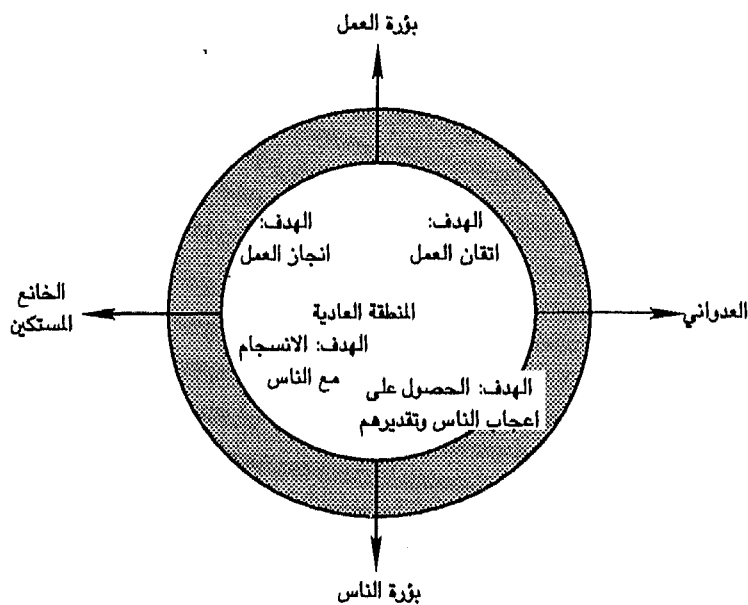 بؤرة العمل
الهدف:
اتقان العمل
الهدف:
انجاز العمل
العدواني
المنطقة العادية
الخانع
المستكين
الهدف: الانسجام
مع الناس
الهدف: الحصول على
اعجاب الناس وتقديرهم
بؤرة الناس